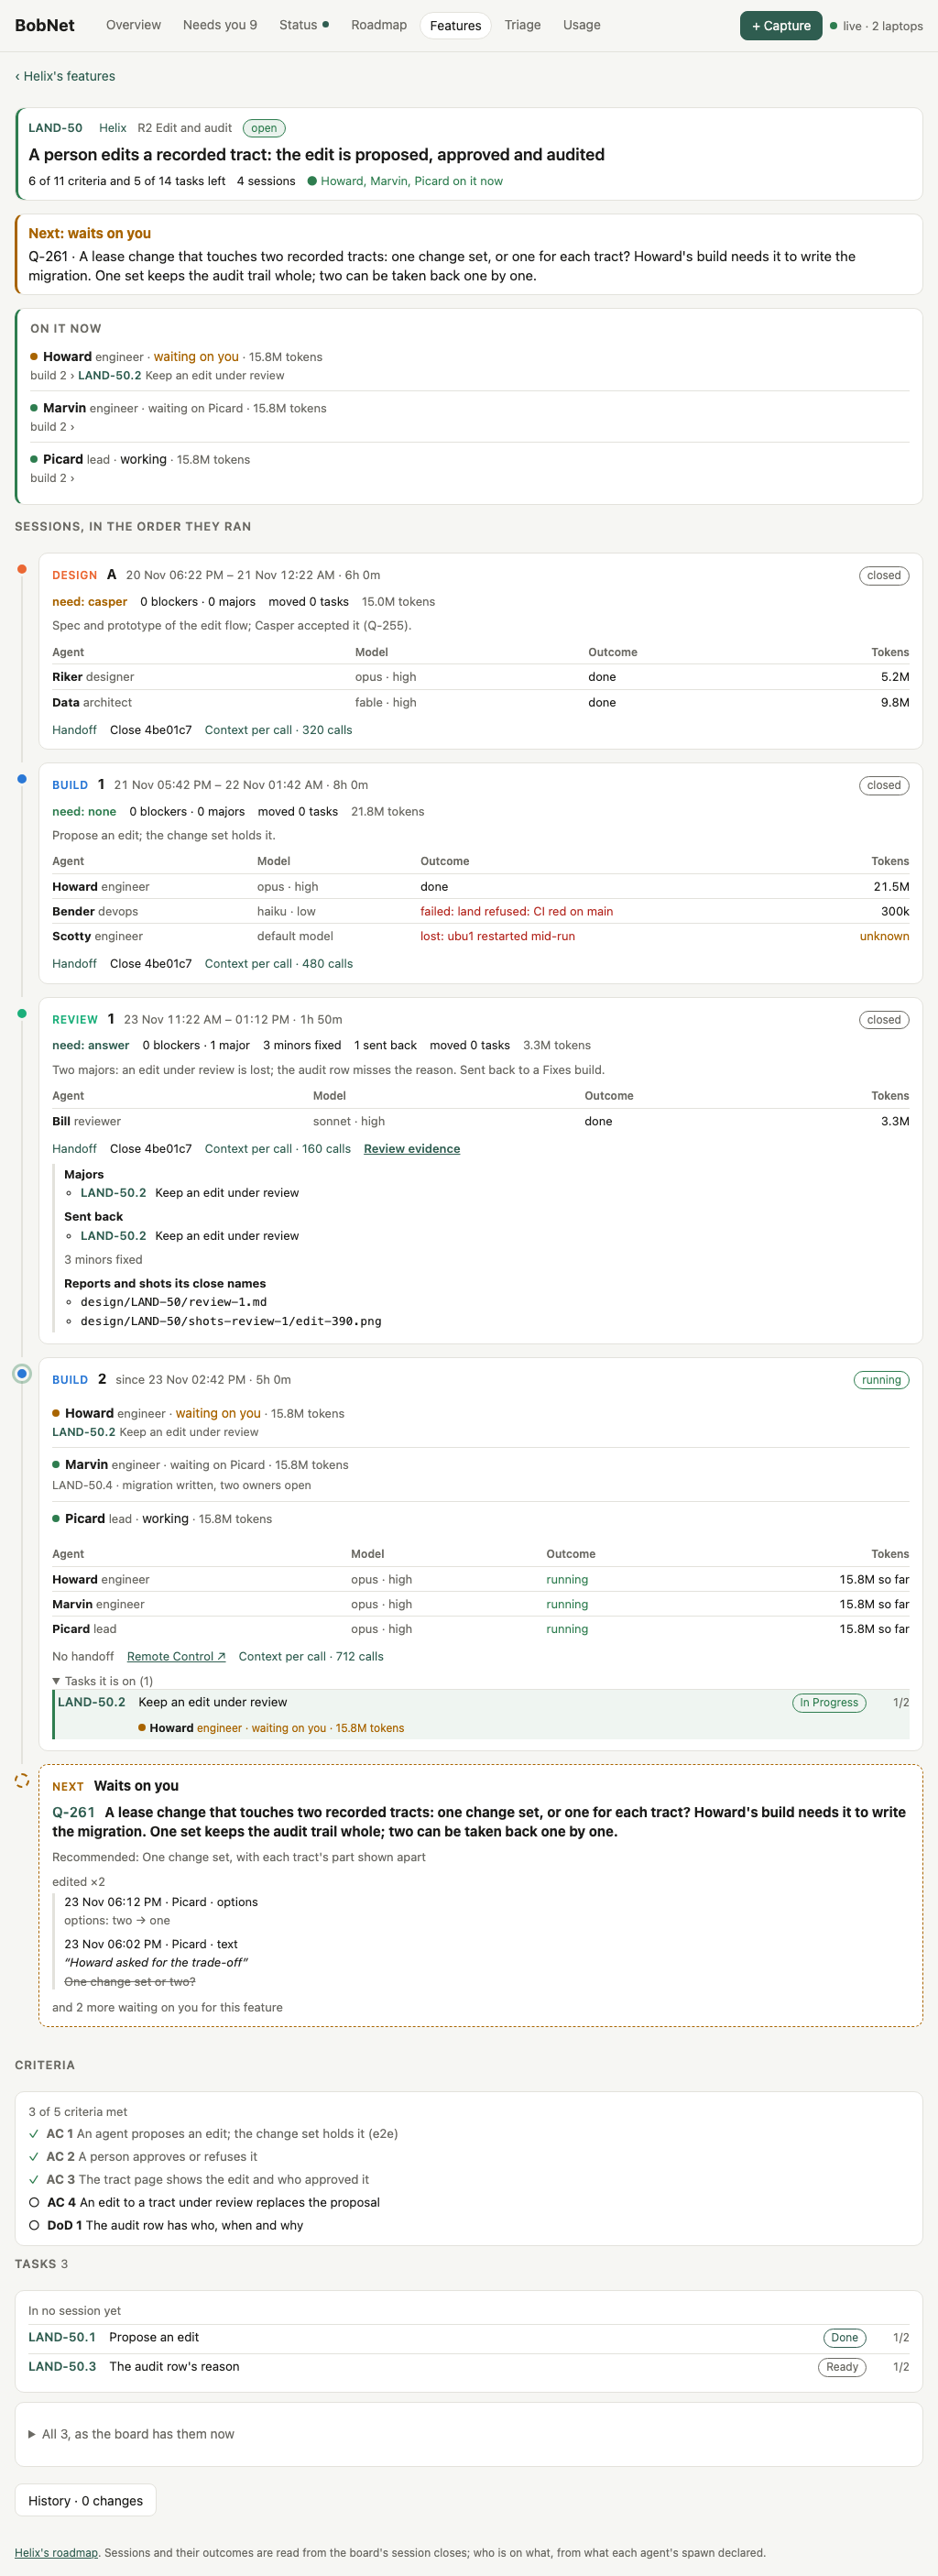 BobNet Overview Needs you 9 Status Roadmap Features Triage Usage + Capture live · 2 laptops
‹ Helix's features
LAND-50 Helix R2 Edit and audit open
A person edits a recorded tract: the edit is proposed, approved and audited
6 of 11 criteria and 5 of 14 tasks left 4 sessions Howard, Marvin, Picard on it now
Next: waits on you
Q-261 · A lease change that touches two recorded tracts: one change set, or one for each tract? Howard's build needs it to write the
migration. One set keeps the audit trail whole; two can be taken back one by one.
ON IT NOW
Howard engineer · waiting on you · 15.8M tokens
build 2 › LAND-50.2 Keep an edit under review
Marvin engineer · waiting on Picard · 15.8M tokens
build 2 ›
Picard lead · working · 15.8M tokens
build 2 ›
SESSIONS, IN THE ORDER THEY RAN
DESIGN A 20 Nov 06:22 PM – 21 Nov 12:22 AM · 6h 0m closed
need: casper 0 blockers · 0 majors moved 0 tasks 15.0M tokens
Spec and prototype of the edit flow; Casper accepted it (Q-255).
Agent Model Outcome Tokens
Riker designer opus · high done 5.2M
Data architect fable · high done 9.8M
Handoff Close 4be01c7 Context per call · 320 calls
BUILD 1 21 Nov 05:42 PM – 22 Nov 01:42 AM · 8h 0m closed
need: none 0 blockers · 0 majors moved 0 tasks 21.8M tokens
Propose an edit; the change set holds it.
Agent Model Outcome Tokens
Howard engineer opus · high done 21.5M
Bender devops haiku · low failed: land refused: CI red on main 300k
Scotty engineer default model lost: ubu1 restarted mid-run unknown
Handoff Close 4be01c7 Context per call · 480 calls
REVIEW 1 23 Nov 11:22 AM – 01:12 PM · 1h 50m closed
need: answer 0 blockers · 1 major 3 minors fixed 1 sent back moved 0 tasks 3.3M tokens
Two majors: an edit under review is lost; the audit row misses the reason. Sent back to a Fixes build.
Agent Model Outcome Tokens
Bill reviewer sonnet · high done 3.3M
Handoff Close 4be01c7 Context per call · 160 calls Review evidence
Majors
LAND-50.2 Keep an edit under review
Sent back
LAND-50.2 Keep an edit under review
3 minors fixed
Reports and shots its close names
design/LAND-50/review-1.md
design/LAND-50/shots-review-1/edit-390.png
BUILD 2 since 23 Nov 02:42 PM · 5h 0m running
Howard engineer · waiting on you · 15.8M tokens
LAND-50.2 Keep an edit under review
Marvin engineer · waiting on Picard · 15.8M tokens
LAND-50.4 · migration written, two owners open
Picard lead · working · 15.8M tokens
Agent Model Outcome Tokens
Howard engineer opus · high running 15.8M so far
Marvin engineer opus · high running 15.8M so far
Picard lead opus · high running 15.8M so far
No handoff Remote Control ↗ Context per call · 712 calls
▼ Tasks it is on (1)
LAND-50.2 Keep an edit under review In Progress 1/2
Howard engineer · waiting on you · 15.8M tokens
NEXT Waits on you
Q-261 A lease change that touches two recorded tracts: one change set, or one for each tract? Howard's build needs it to write
the migration. One set keeps the audit trail whole; two can be taken back one by one.
Recommended: One change set, with each tract's part shown apart
edited ×2
23 Nov 06:12 PM · Picard · options
options: two → one
23 Nov 06:02 PM · Picard · text
“Howard asked for the trade-off”
One change set or two?
and 2 more waiting on you for this feature
CRITERIA
3 of 5 criteria met
✓ AC 1 An agent proposes an edit; the change set holds it (e2e)
✓ AC 2 A person approves or refuses it
✓ AC 3 The tract page shows the edit and who approved it
○ AC 4 An edit to a tract under review replaces the proposal
○ DoD 1 The audit row has who, when and why
TASKS 3
In no session yet
LAND-50.1 Propose an edit Done 1/2
LAND-50.3 The audit row's reason Ready 1/2
▶ All 3, as the board has them now
History · 0 changes
Helix's roadmap. Sessions and their outcomes are read from the board's session closes; who is on what, from what each agent's spawn declared.